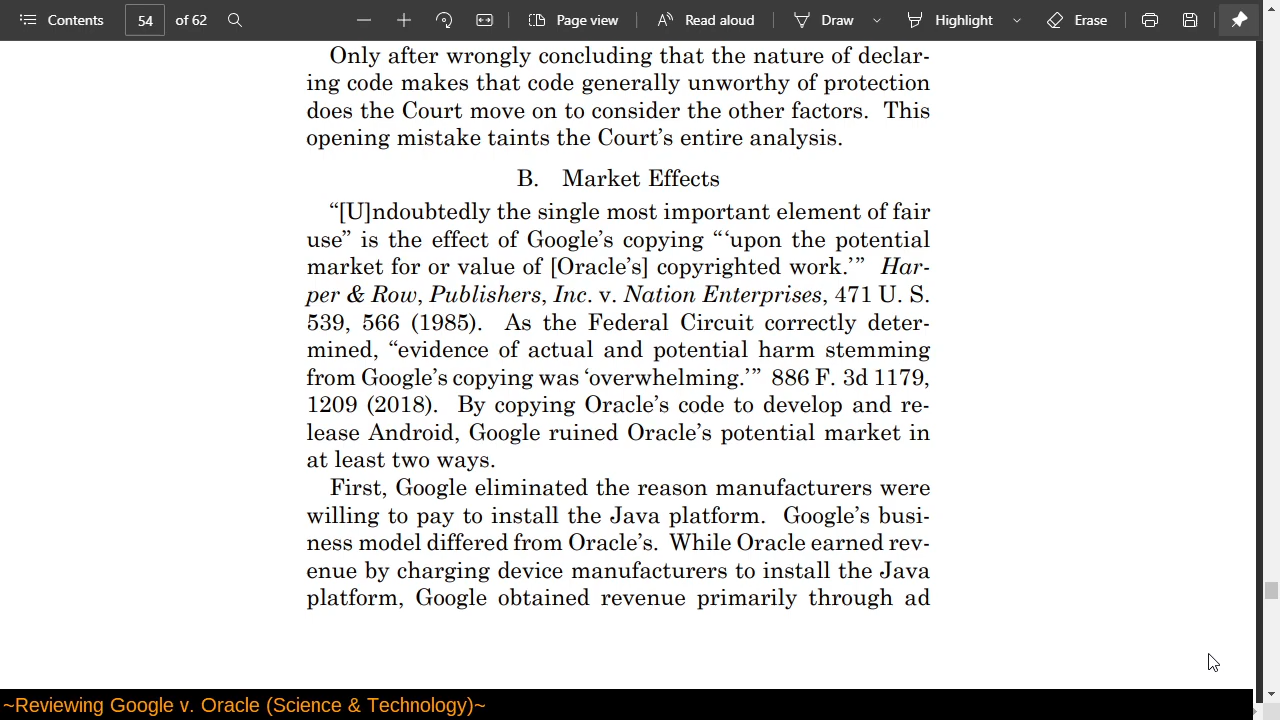 Contents 54 of 62 Page view Read aloud Draw Highlight Erase
Only after wrongly concluding that the nature of declar-
ing code makes that code generally unworthy of protection
does the Court move on to consider the other factors. This
opening mistake taints the Court's entire analysis.
B. Market Effects
“[U]ndoubtedly the single most important element of fair
use” is the effect of Google's copying “‘upon the potential
market for or value of [Oracle's] copyrighted work.’” Har-
per & Row, Publishers, Inc. v. Nation Enterprises, 471 U. S.
539, 566 (1985). As the Federal Circuit correctly deter-
mined, “evidence of actual and potential harm stemming
from Google's copying was ‘overwhelming.’” 886 F. 3d 1179,
1209 (2018). By copying Oracle's code to develop and re-
lease Android, Google ruined Oracle's potential market in
at least two ways.
First, Google eliminated the reason manufacturers were
willing to pay to install the Java platform. Google's busi-
ness model differed from Oracle's. While Oracle earned rev-
enue by charging device manufacturers to install the Java
platform, Google obtained revenue primarily through ad
~Reviewing Google v. Oracle (Science & Technology)~